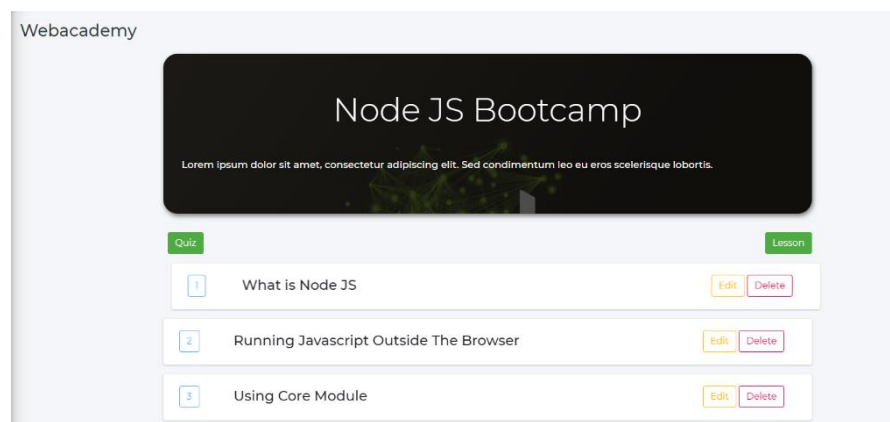 Webacademy
Node JS Bootcamp
Lorem ipsum dolor sit amet, consectetur adipiscing elit. Sed condimentum leo eu eros scelerisque lobortis.
Quiz Lesson
1 What is Node JS Edit Delete
2 Running Javascript Outside The Browser Edit Delete
3 Using Core Module Edit Delete